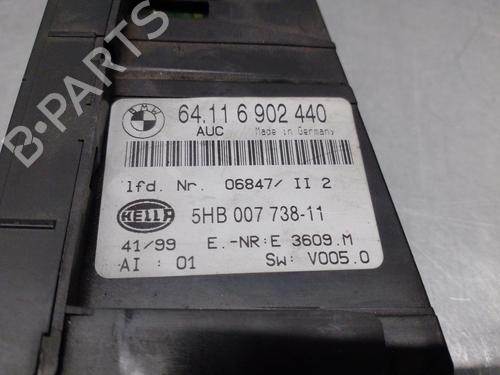 BMW
64.11 6 902 440
AUC Made in Germany
lfd. Nr. 06847/ II 2
HELLA 5HB 007 738-11
41/99 E.-NR:E 3609.M
AI : 01 SW: V005.0